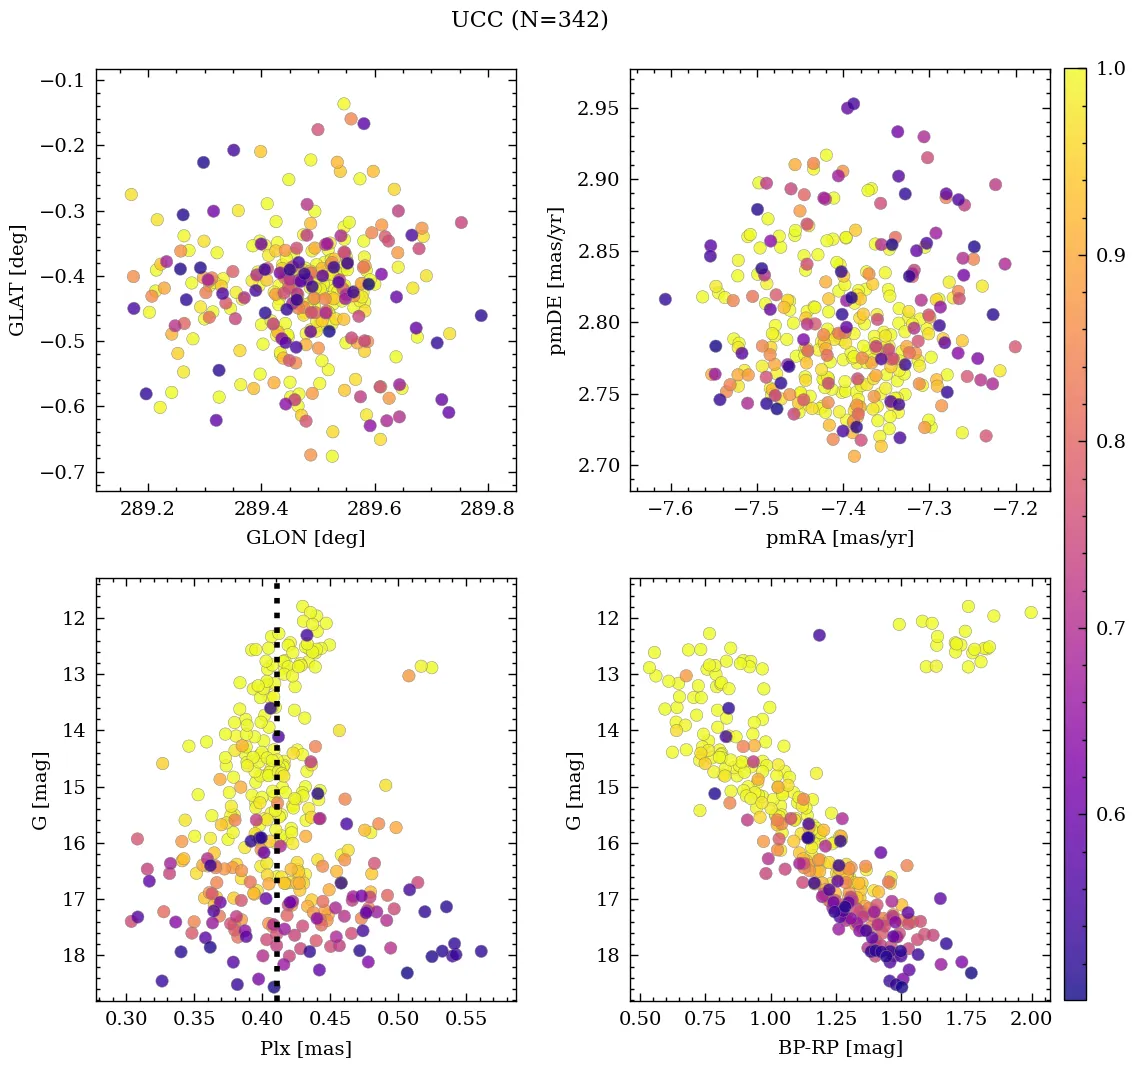 UCC (N=342)
−0.1
−0.2
−0.3
−0.4
−0.5
−0.6
−0.7
GLAT [deg]
289.2 289.4 289.6 289.8
GLON [deg]
2.95
2.90
2.85
2.80
2.75
2.70
pmDE [mas/yr]
−7.6 −7.5 −7.4 −7.3 −7.2
pmRA [mas/yr]
1.0
0.9
0.8
0.7
0.6
12
13
14
15
16
17
18
G [mag]
0.30 0.35 0.40 0.45 0.50 0.55
Plx [mas]
12
13
14
15
16
17
18
G [mag]
0.50 0.75 1.00 1.25 1.50 1.75 2.00
BP-RP [mag]